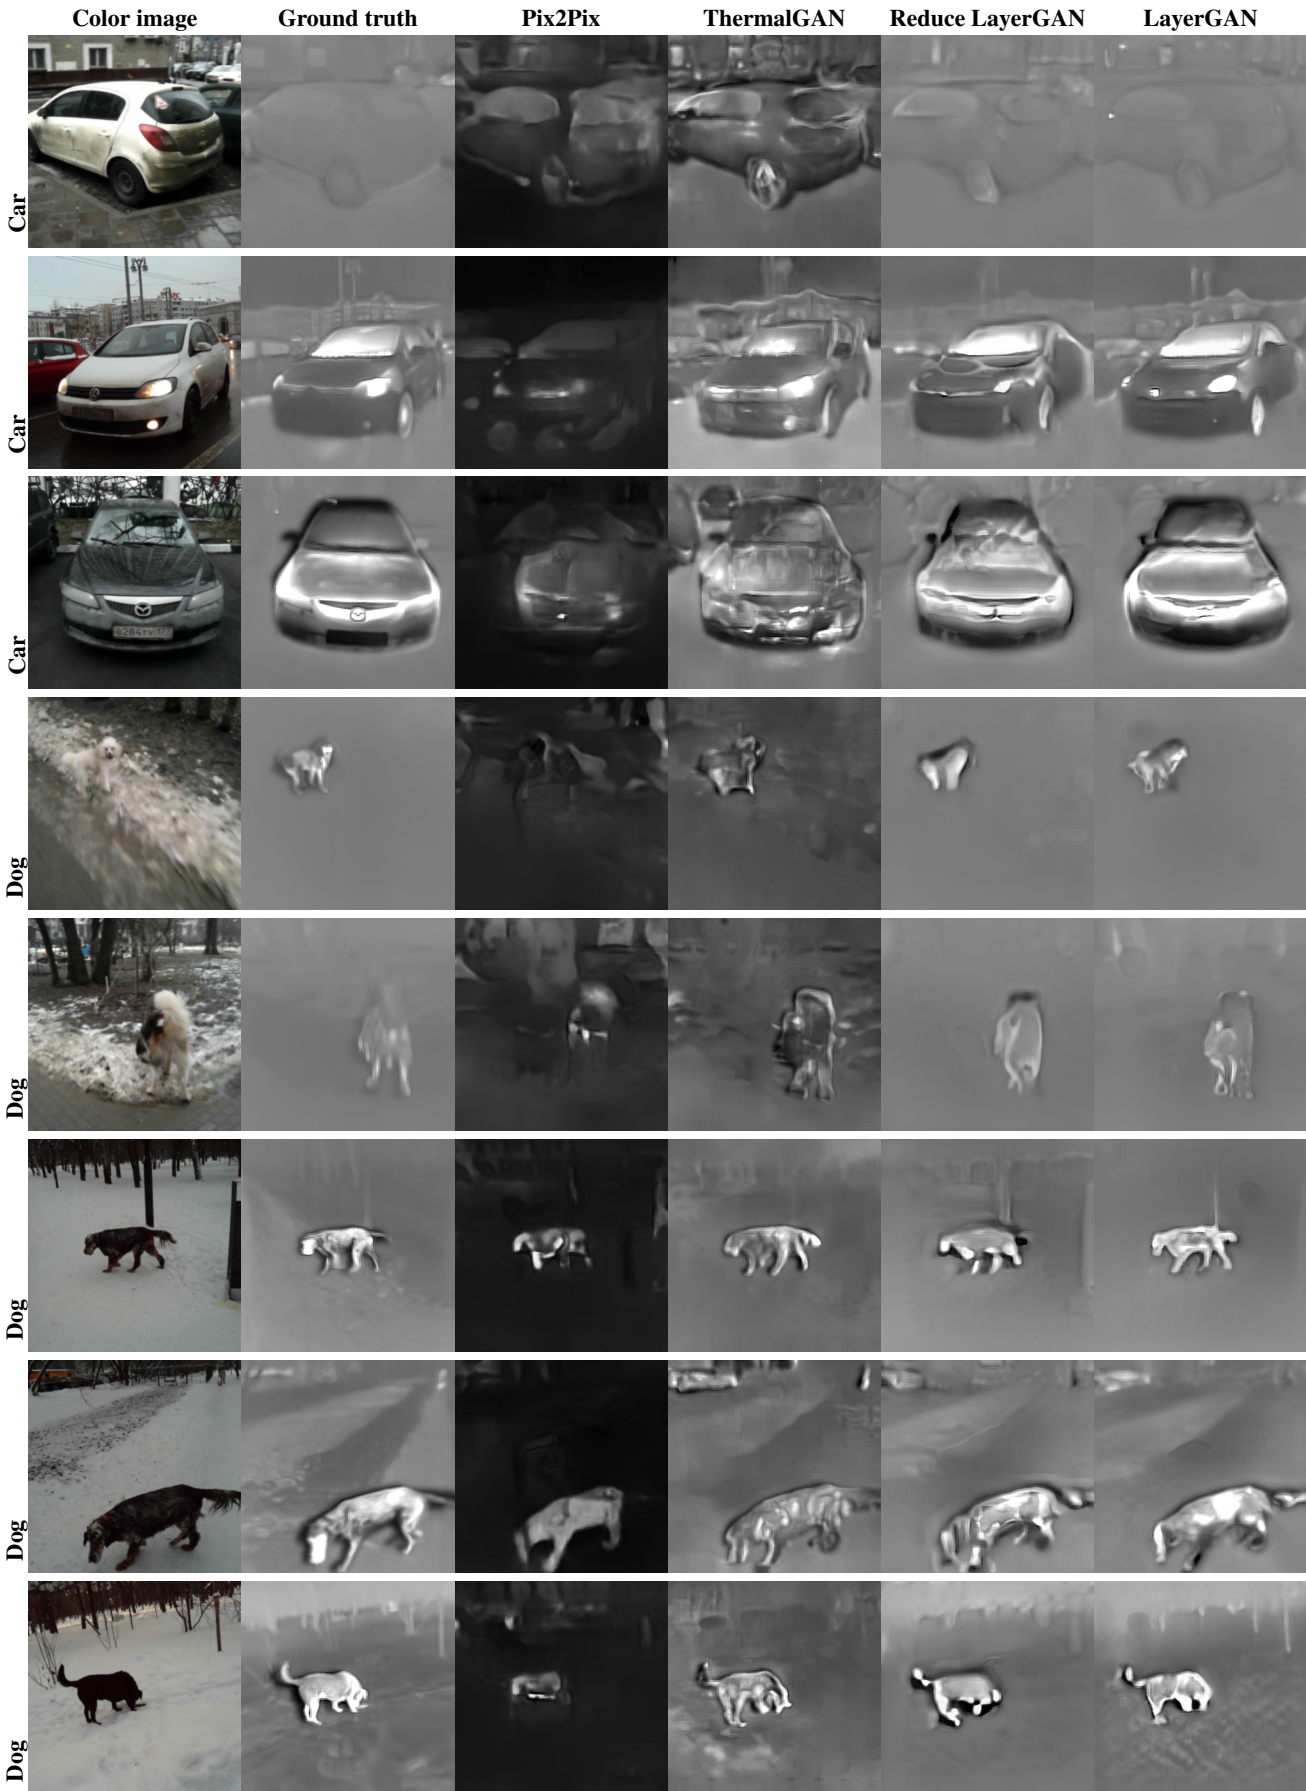 Color image Ground truth Pix2Pix ThermalGAN Reduce LayerGAN LayerGAN
Car
Car
Car
Dog
Dog
Dog
Dog
Dog